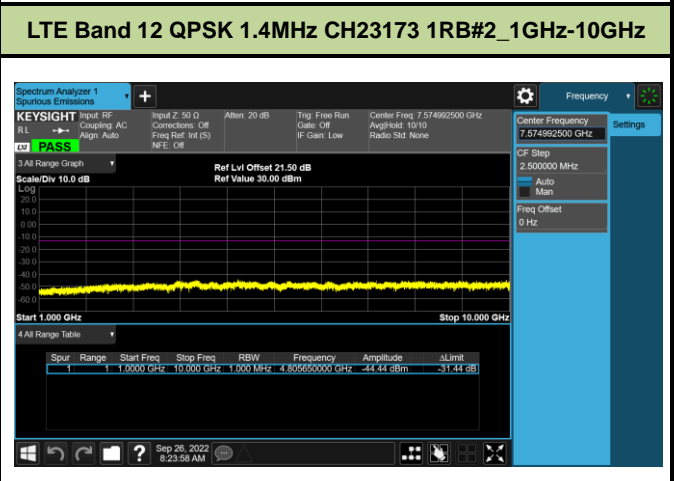 LTE Band 12 QPSK 1.4MHz CH23173 1RB#2_1GHz-10GHz
Spectrum Analyzer 1
Spurious Emissions
Frequency
KEYSIGHT
R L
LXI
PASS
Input: RF
Coupling: AC
Align: Auto
Input Z: 50 Ω
Corrections: Off
Freq Ref: Int (S)
NFE: Off
Atten: 20 dB
Trig: Free Run
Gate: Off
IF Gain: Low
Center Freq: 7.574992500 GHz
Avg|Hold: 10/10
Radio Std: None
Center Frequency
7.574992500 GHz
Settings
CF Step
2.500000 MHz
Auto
Man
Freq Offset
0 Hz
3 All Range Graph
Scale/Div 10.0 dB
Ref Lvl Offset 21.50 dB
Ref Value 30.00 dBm
Log
20.0
10.0
0.00
-10.0
-20.0
-30.0
-40.0
-50.0
-60.0
Start 1.000 GHz
Stop 10.000 GHz
4 All Range Table
Spur Range Start Freq Stop Freq RBW Frequency Amplitude ΔLimit
1 1 1.0000 GHz 10.000 GHz 1.000 MHz 4.805650000 GHz -44.44 dBm -31.44 dB
?
Sep 26, 2022
8:23:58 AM